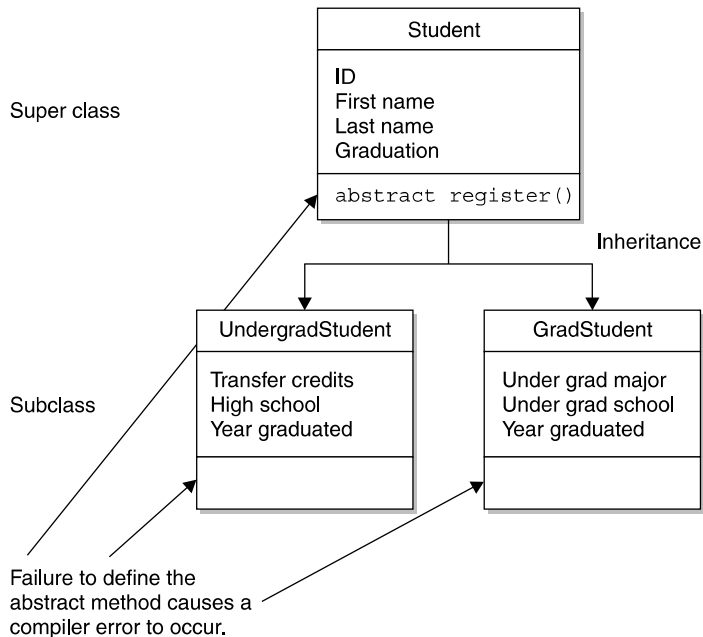 Student
ID
First name
Last name
Graduation
abstract register()
Super class
Inheritance
UndergradStudent
Transfer credits
High school
Year graduated
GradStudent
Under grad major
Under grad school
Year graduated
Subclass
Failure to define the
abstract method causes a
compiler error to occur.